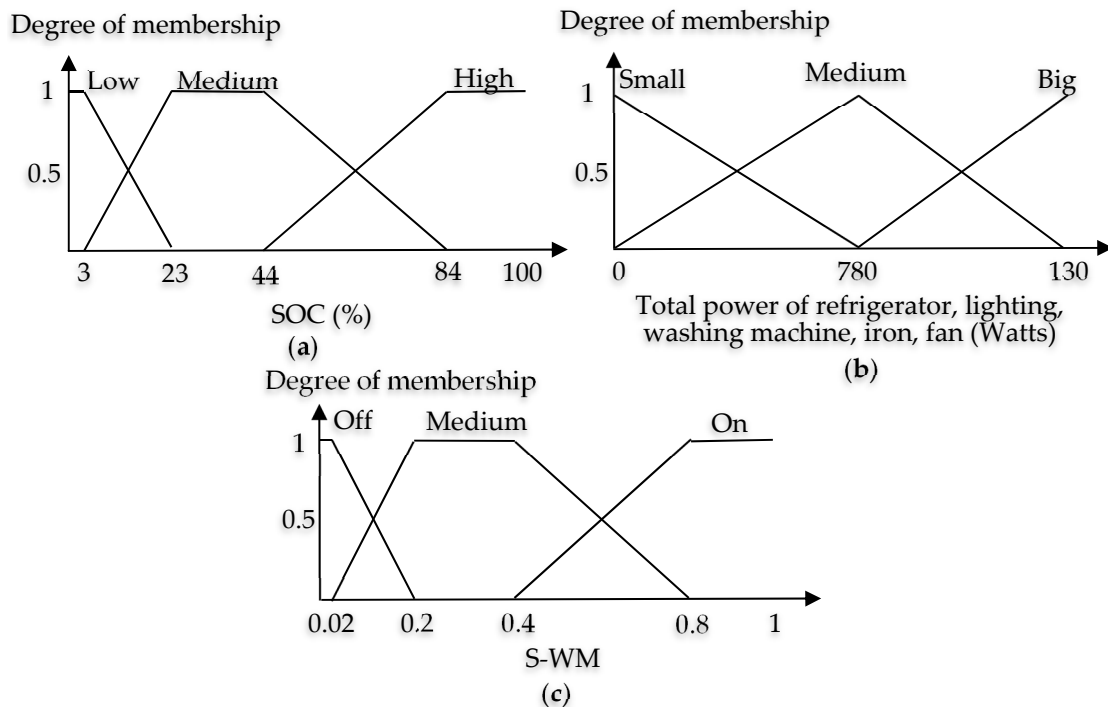 Degree of membership
Low Medium High
1
0.5
3 23 44 84 100
SOC (%)
(a)
Degree of membership
Small Medium Big
1
0.5
0 780 130
Total power of refrigerator, lighting,
washing machine, iron, fan (Watts)
(b)
Degree of membership
Off Medium On
1
0.5
0.02 0.2 0.4 0.8 1
S-WM
(c)